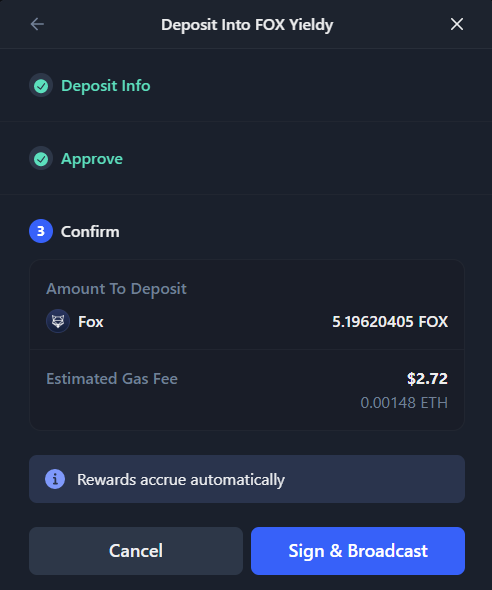 Deposit Into FOX Yieldy
Deposit Info
Approve
3 Confirm
Amount To Deposit
Fox 5.19620405 FOX
Estimated Gas Fee $2.72
0.00148 ETH
i Rewards accrue automatically
Cancel Sign & Broadcast